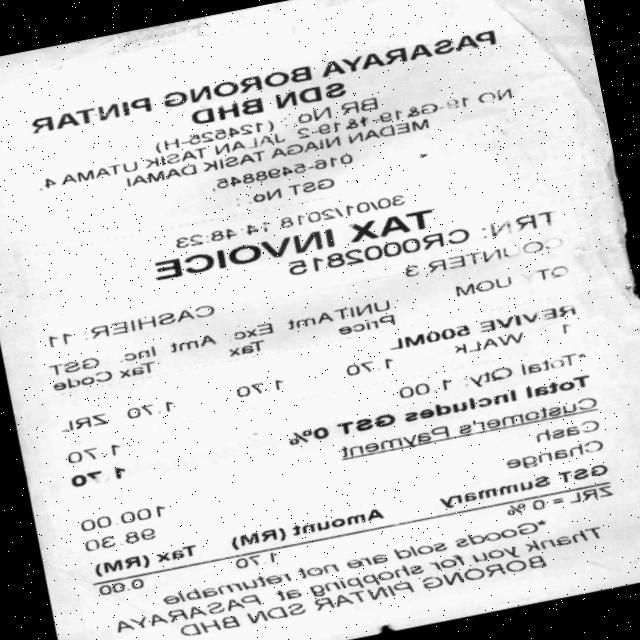 PASARAYA BORONG PINTAR
SDN BHD
BR No. : (124525-H)
NO 19-G&19-1&19-2 JALAN TASIK UTAMA 4,
MEDAN NIAGA TASIK DAMAI
016-5498845.
GST No. :
30/01/2018 14:48:23
TAX INVOICE
TRN: CR0002815
COUNTER 3 CASHIER: 11
QTY UOM UNITAmt Exc. Amt Inc. GST
Price Tax Tax Code
REVIVE 500ML
1 WALK 1.70 1.70 1.70 ZRL
*Total Qty: 1.00 1.70
Total Includes GST 0% 1.70
Customer's Payment
Cash 100.00
Change 98.30
GST Summary Amount (RM) Tax (RM)
ZRL = 0% 1.70 0.00
*Goods sold are not returnable
Thank you for shopping at PASARAYA
BORONG PINTAR SDN BHD